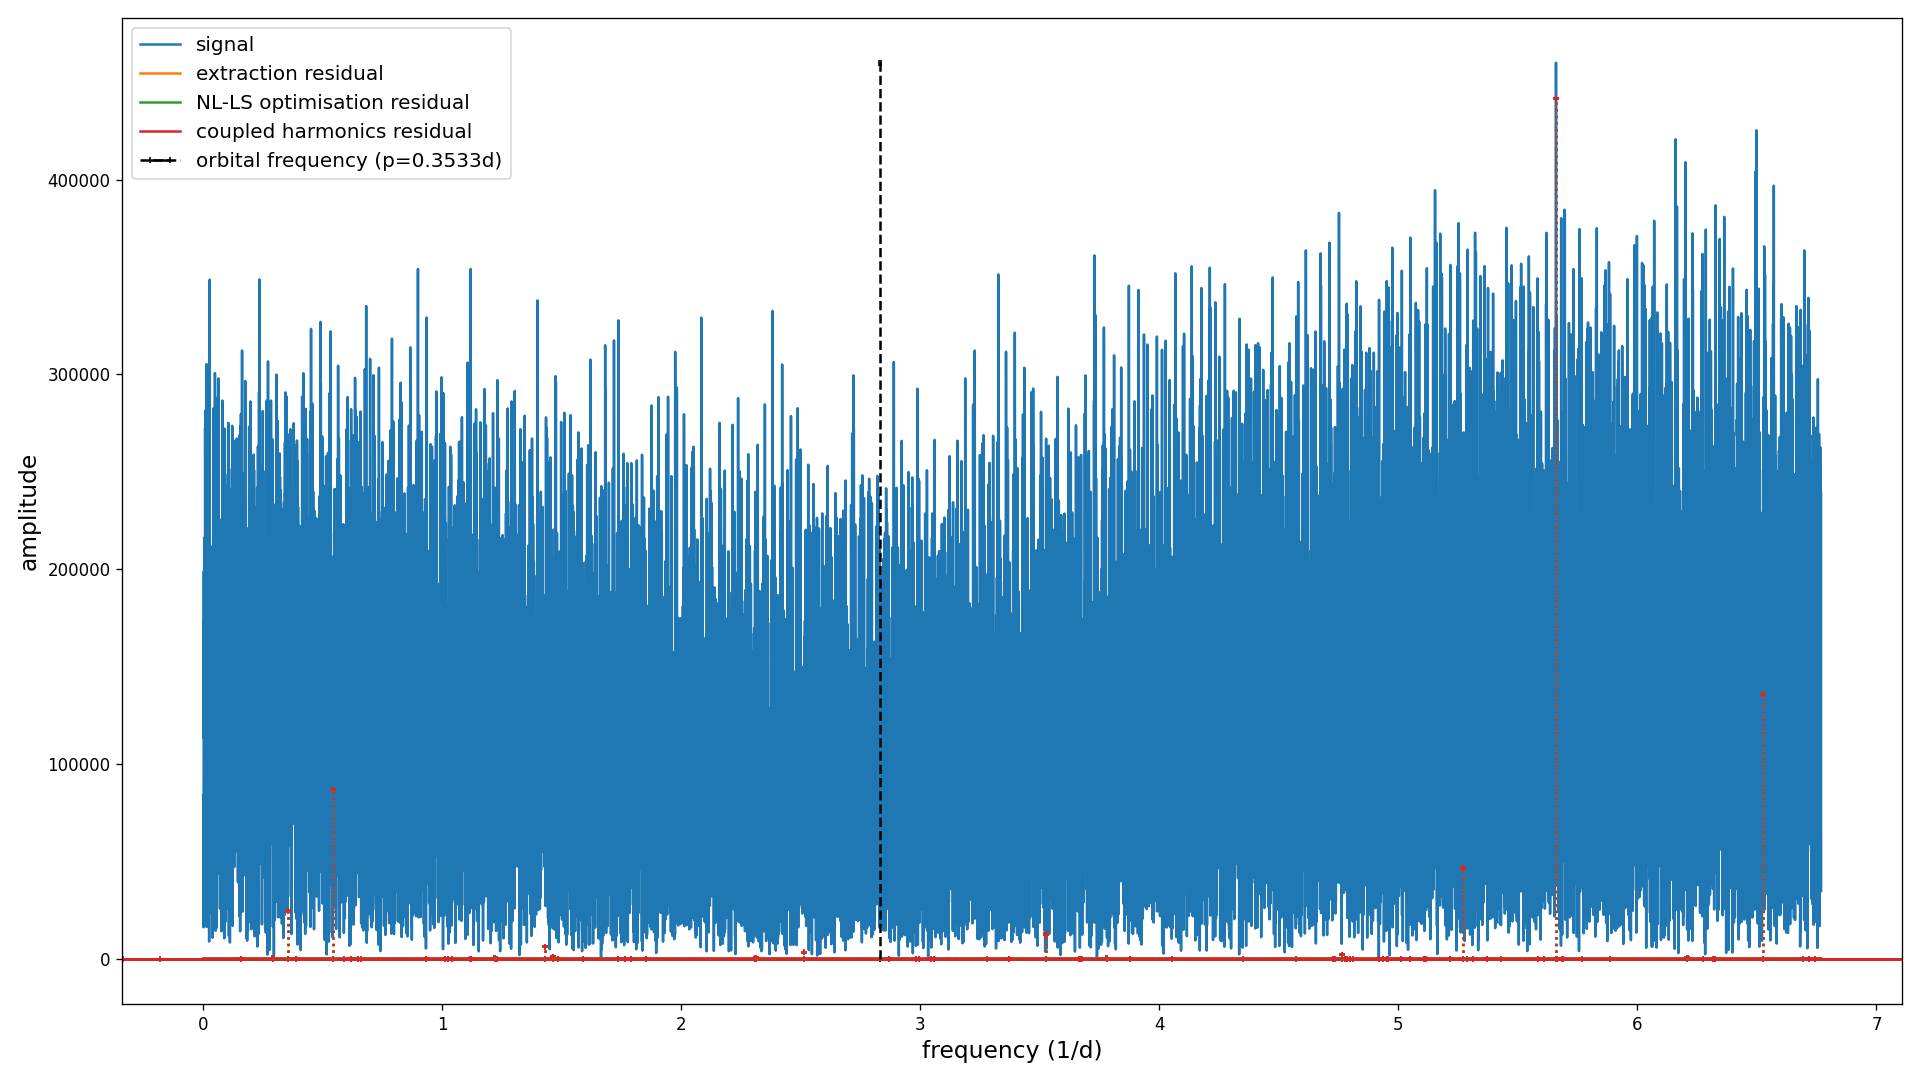 signal
extraction residual
NL-LS optimisation residual
coupled harmonics residual
orbital frequency (p=0.3533d)
amplitude
400000
300000
200000
100000
0
0 1 2 3 4 5 6 7
frequency (1/d)